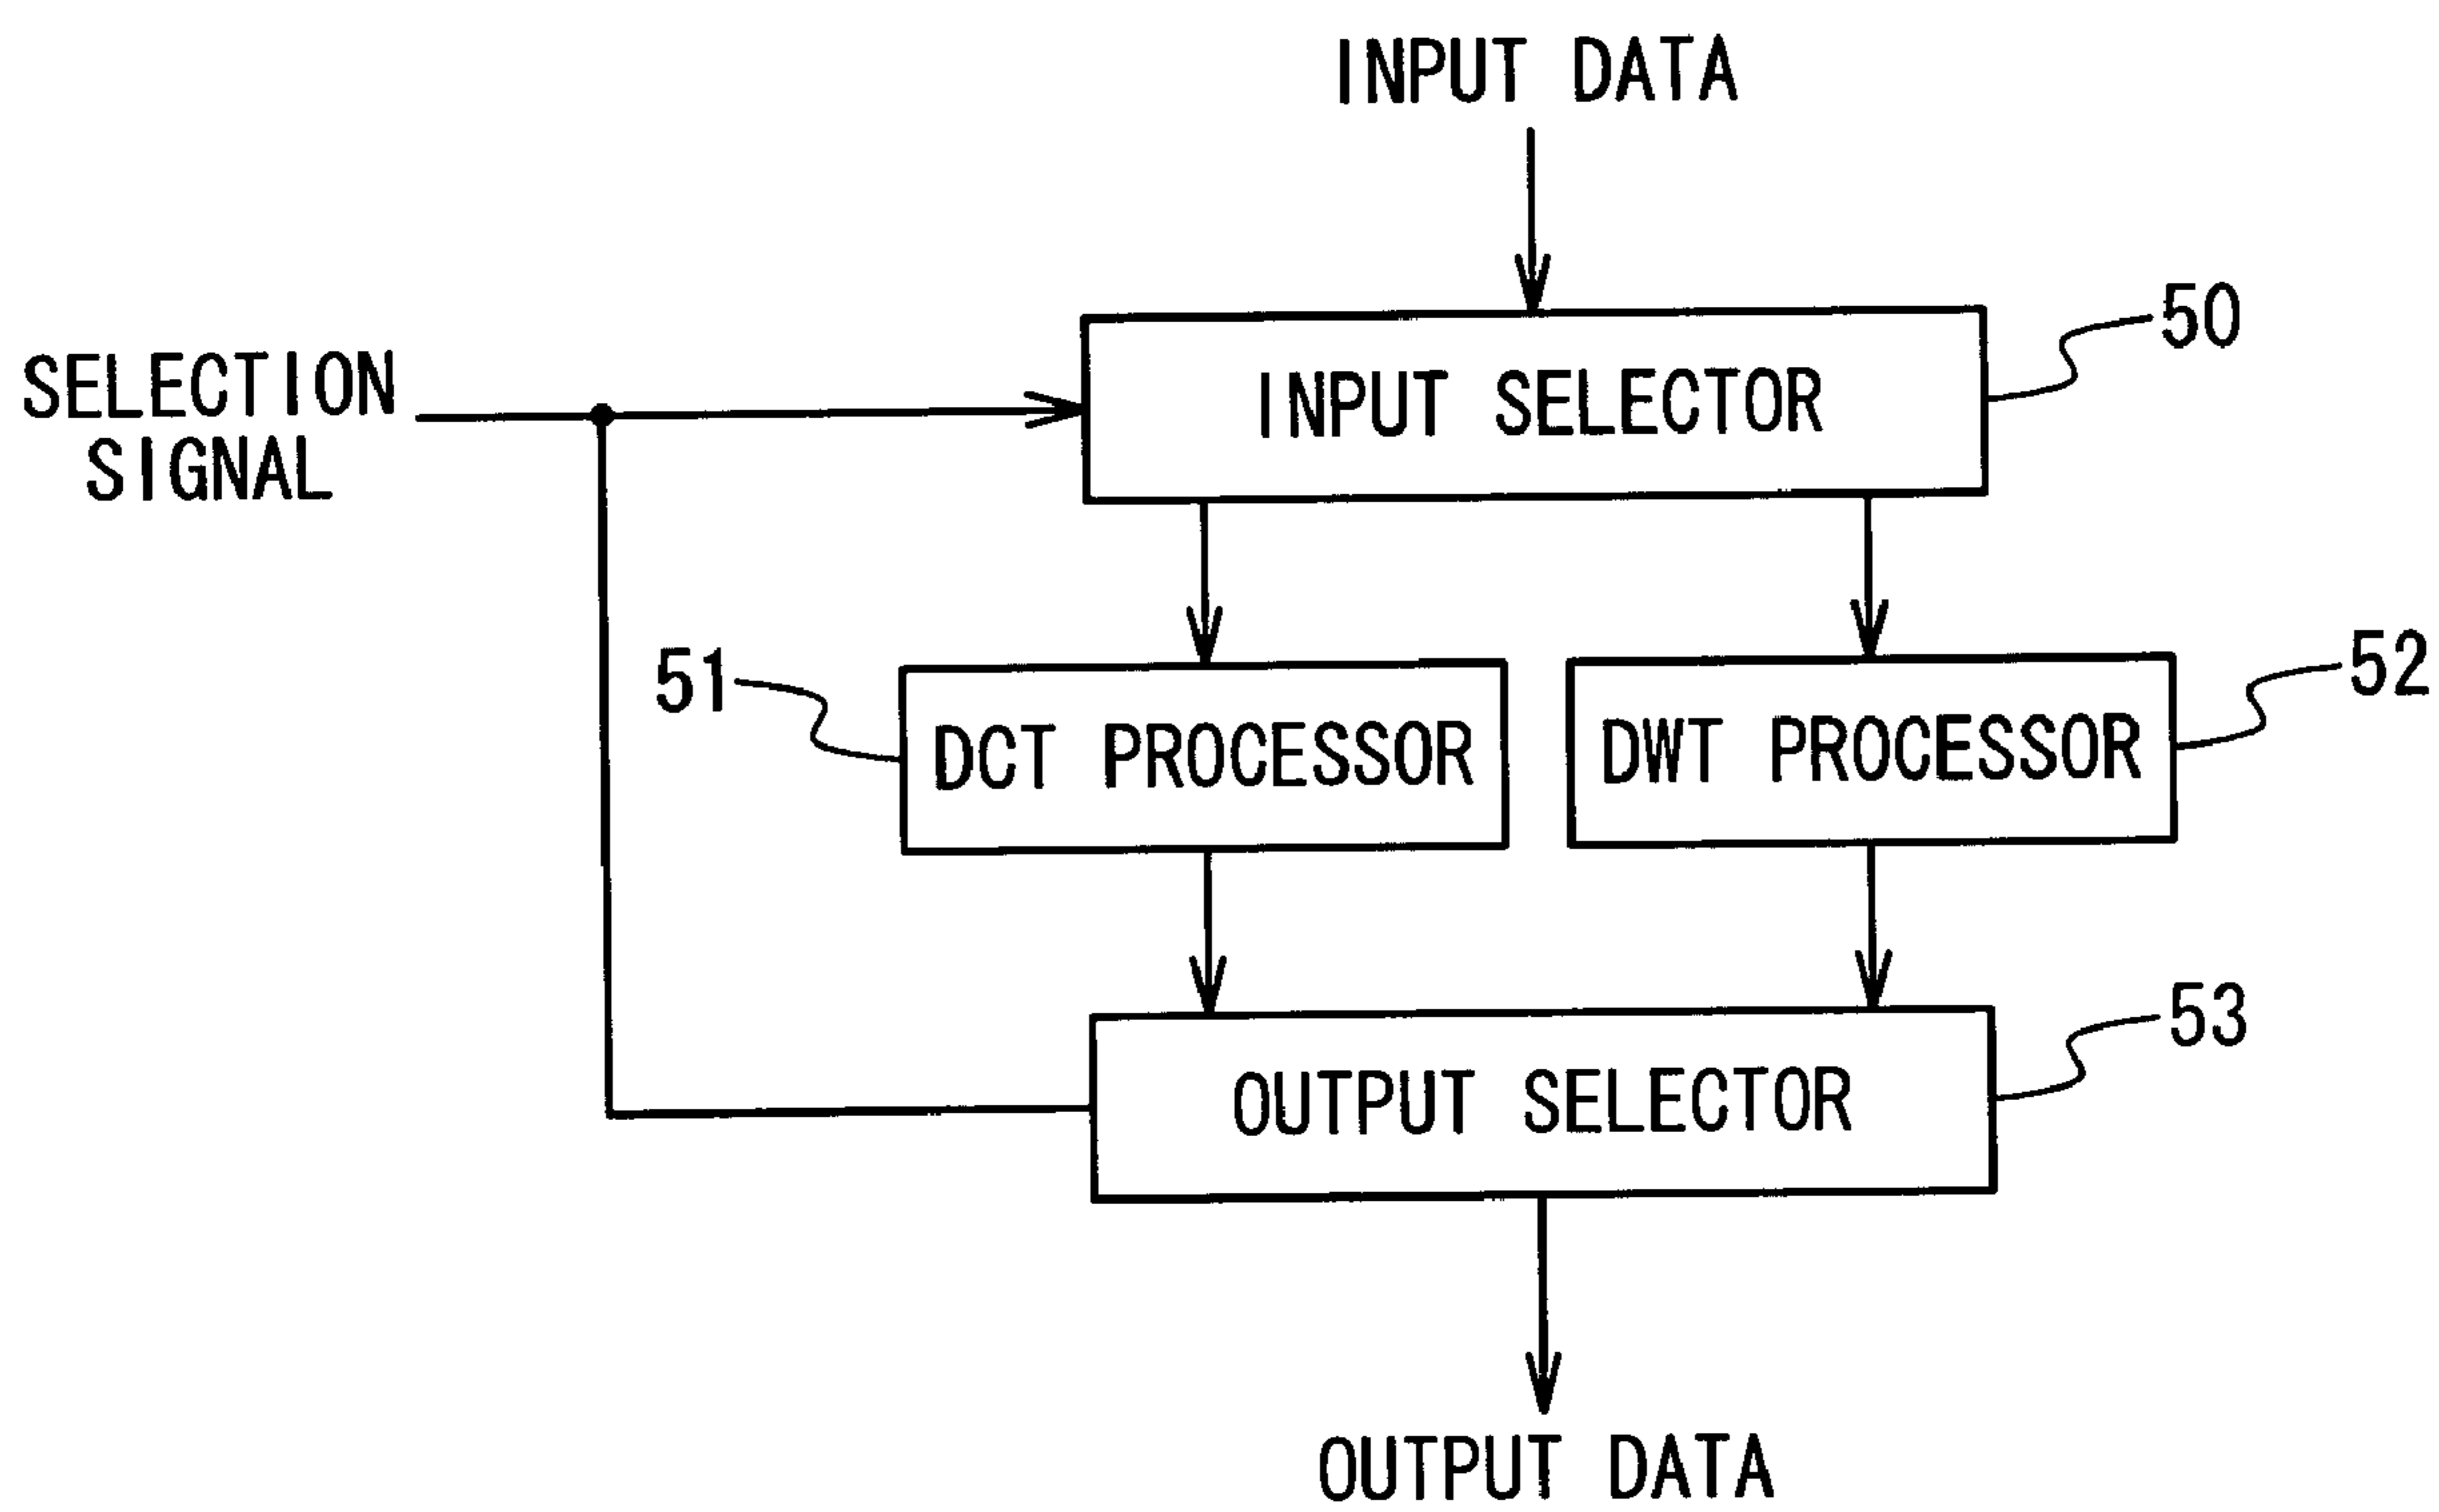 INPUT DATA
50
SELECTION
SIGNAL
INPUT SELECTOR
51
52
DCT PROCESSOR
DWT PROCESSOR
53
OUTPUT SELECTOR
OUTPUT DATA